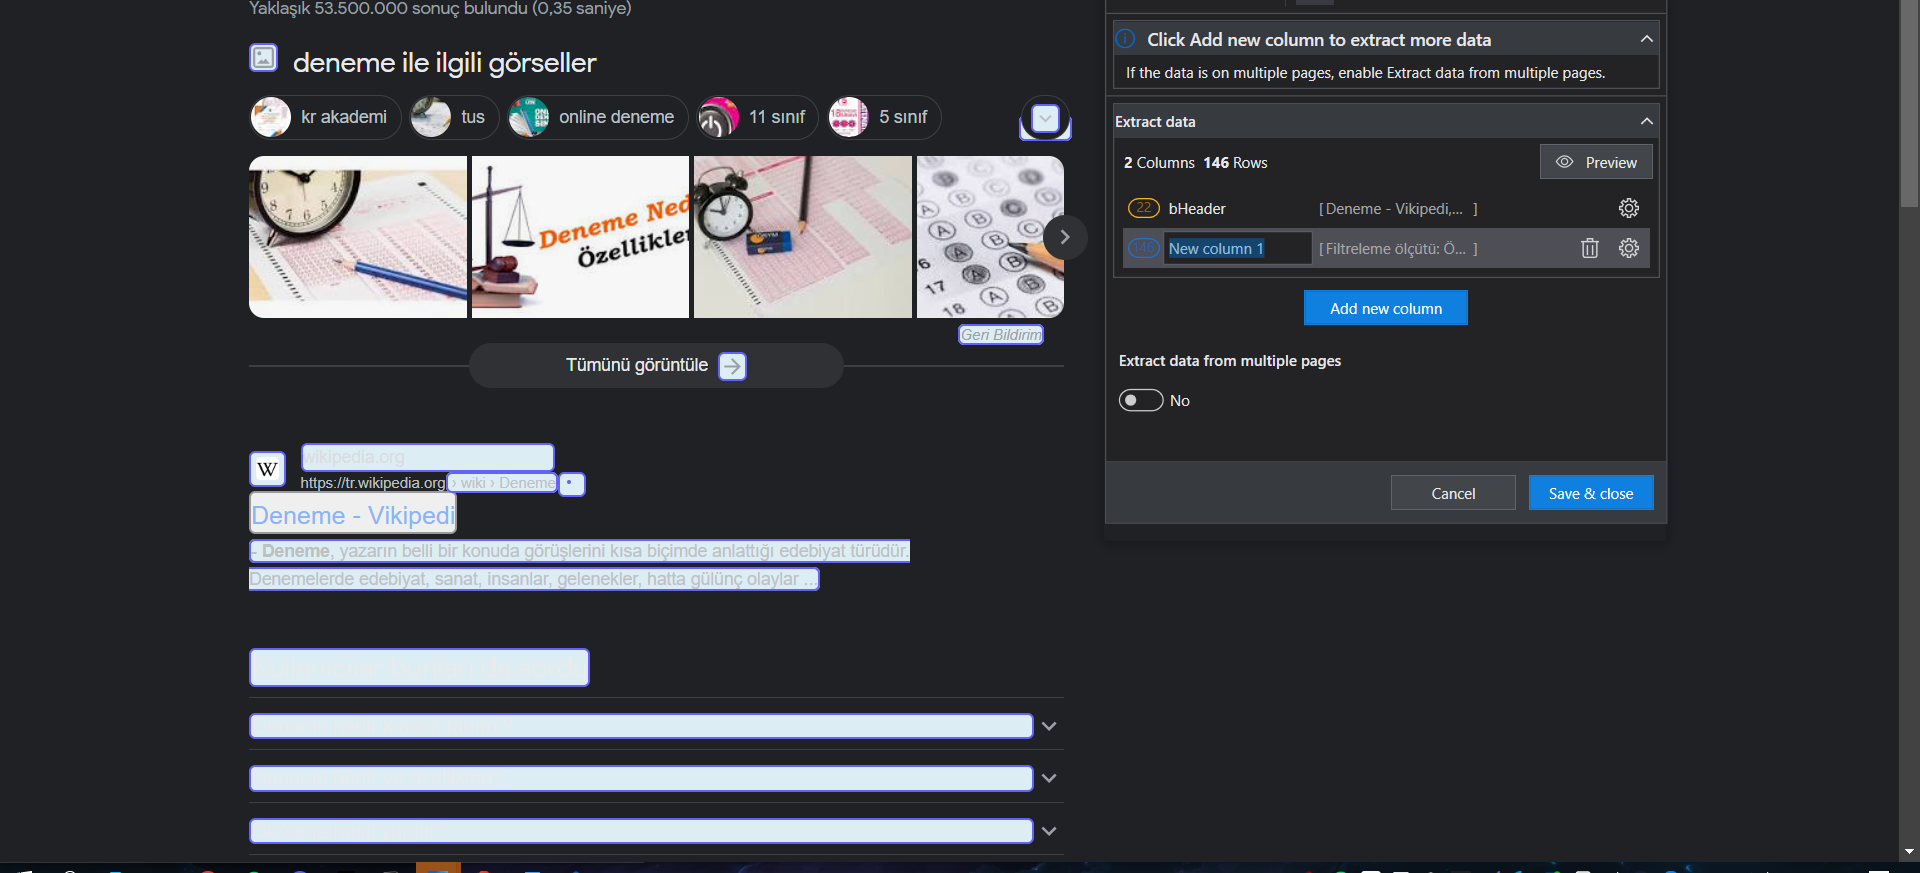 Yaklaşık 53.500.000 sonuç bulundu (0,35 saniye)
deneme ile ilgili görseller
kr akademi
tus
online deneme
11 sınıf
5 sınıf
Deneme Ned
Özellikler
Geri Bildirim
Tümünü görüntüle
W
wikipedia.org
https://tr.wikipedia.org › wiki › Deneme
Deneme - Vikipedi
- Deneme, yazarın belli bir konuda görüşlerini kısa biçimde anlattığı edebiyat türüdür.
Denemelerde edebiyat, sanat, insanlar, gelenekler, hatta gülünç olaylar ...
Click Add new column to extract more data
If the data is on multiple pages, enable Extract data from multiple pages.
Extract data
2 Columns 146 Rows
Preview
22 bHeader [ Deneme - Vikipedi,... ]
146 New column 1 [ Filtreleme ölçütü: Ö... ]
Add new column
Extract data from multiple pages
No
Cancel
Save & close